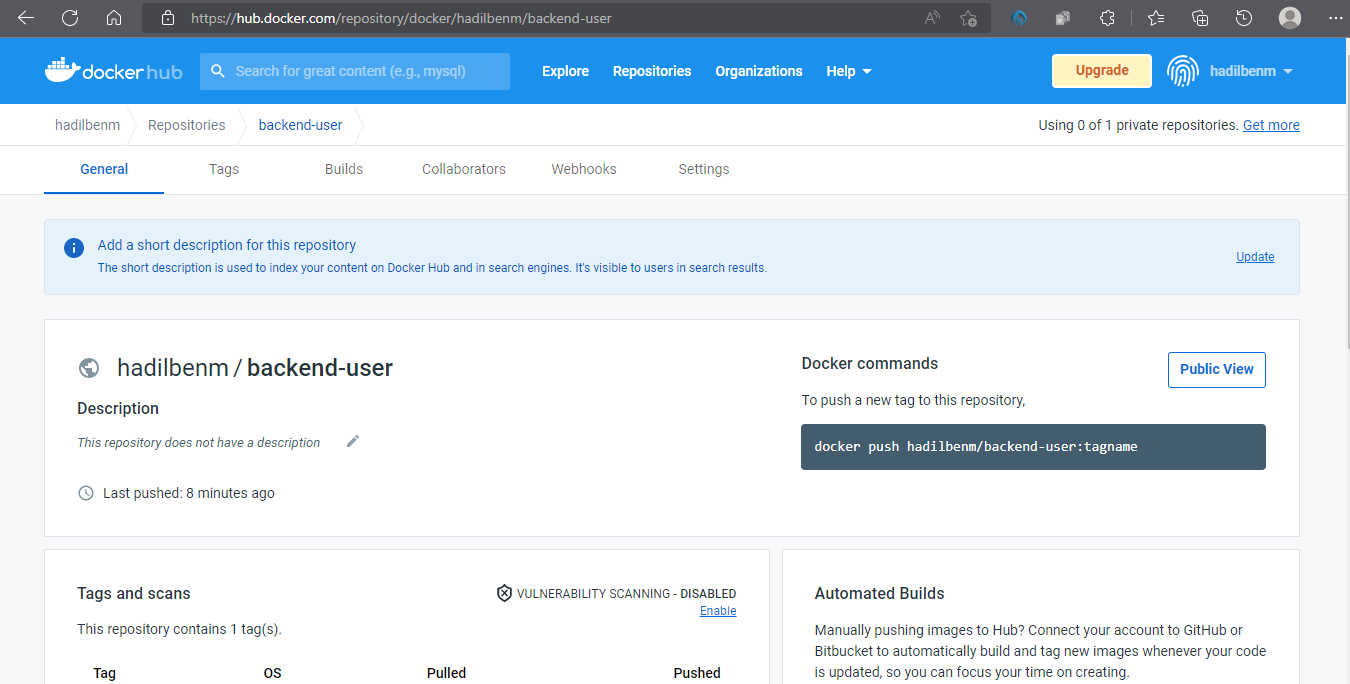 https://hub.docker.com/repository/docker/hadilbenm/backend-user
docker hub
Search for great content (e.g., mysql)
Explore
Repositories
Organizations
Help
Upgrade
hadilbenm
hadilbenm
Repositories
backend-user
Using 0 of 1 private repositories. Get more
General
Tags
Builds
Collaborators
Webhooks
Settings
Add a short description for this repository
The short description is used to index your content on Docker Hub and in search engines. It's visible to users in search results.
Update
hadilbenm / backend-user
Description
This repository does not have a description
Last pushed: 8 minutes ago
Docker commands
Public View
To push a new tag to this repository,
docker push hadilbenm/backend-user:tagname
Tags and scans
VULNERABILITY SCANNING - DISABLED
Enable
This repository contains 1 tag(s).
Tag
OS
Pulled
Pushed
Automated Builds
Manually pushing images to Hub? Connect your account to GitHub or
Bitbucket to automatically build and tag new images whenever your code
is updated, so you can focus your time on creating.